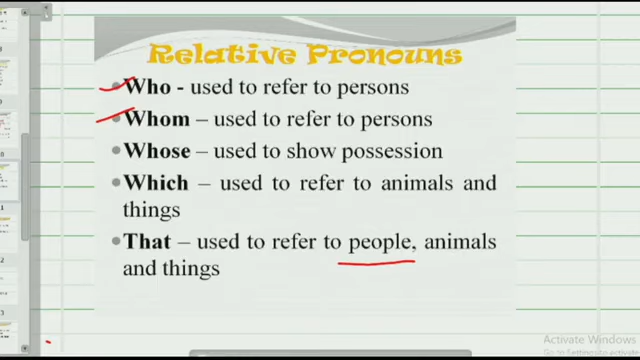 Relative Pronouns
•Who - used to refer to persons
•Whom – used to refer to persons
•Whose – used to show possession
•Which – used to refer to animals and
things
•That – used to refer to people, animals
and things
Activate Windows